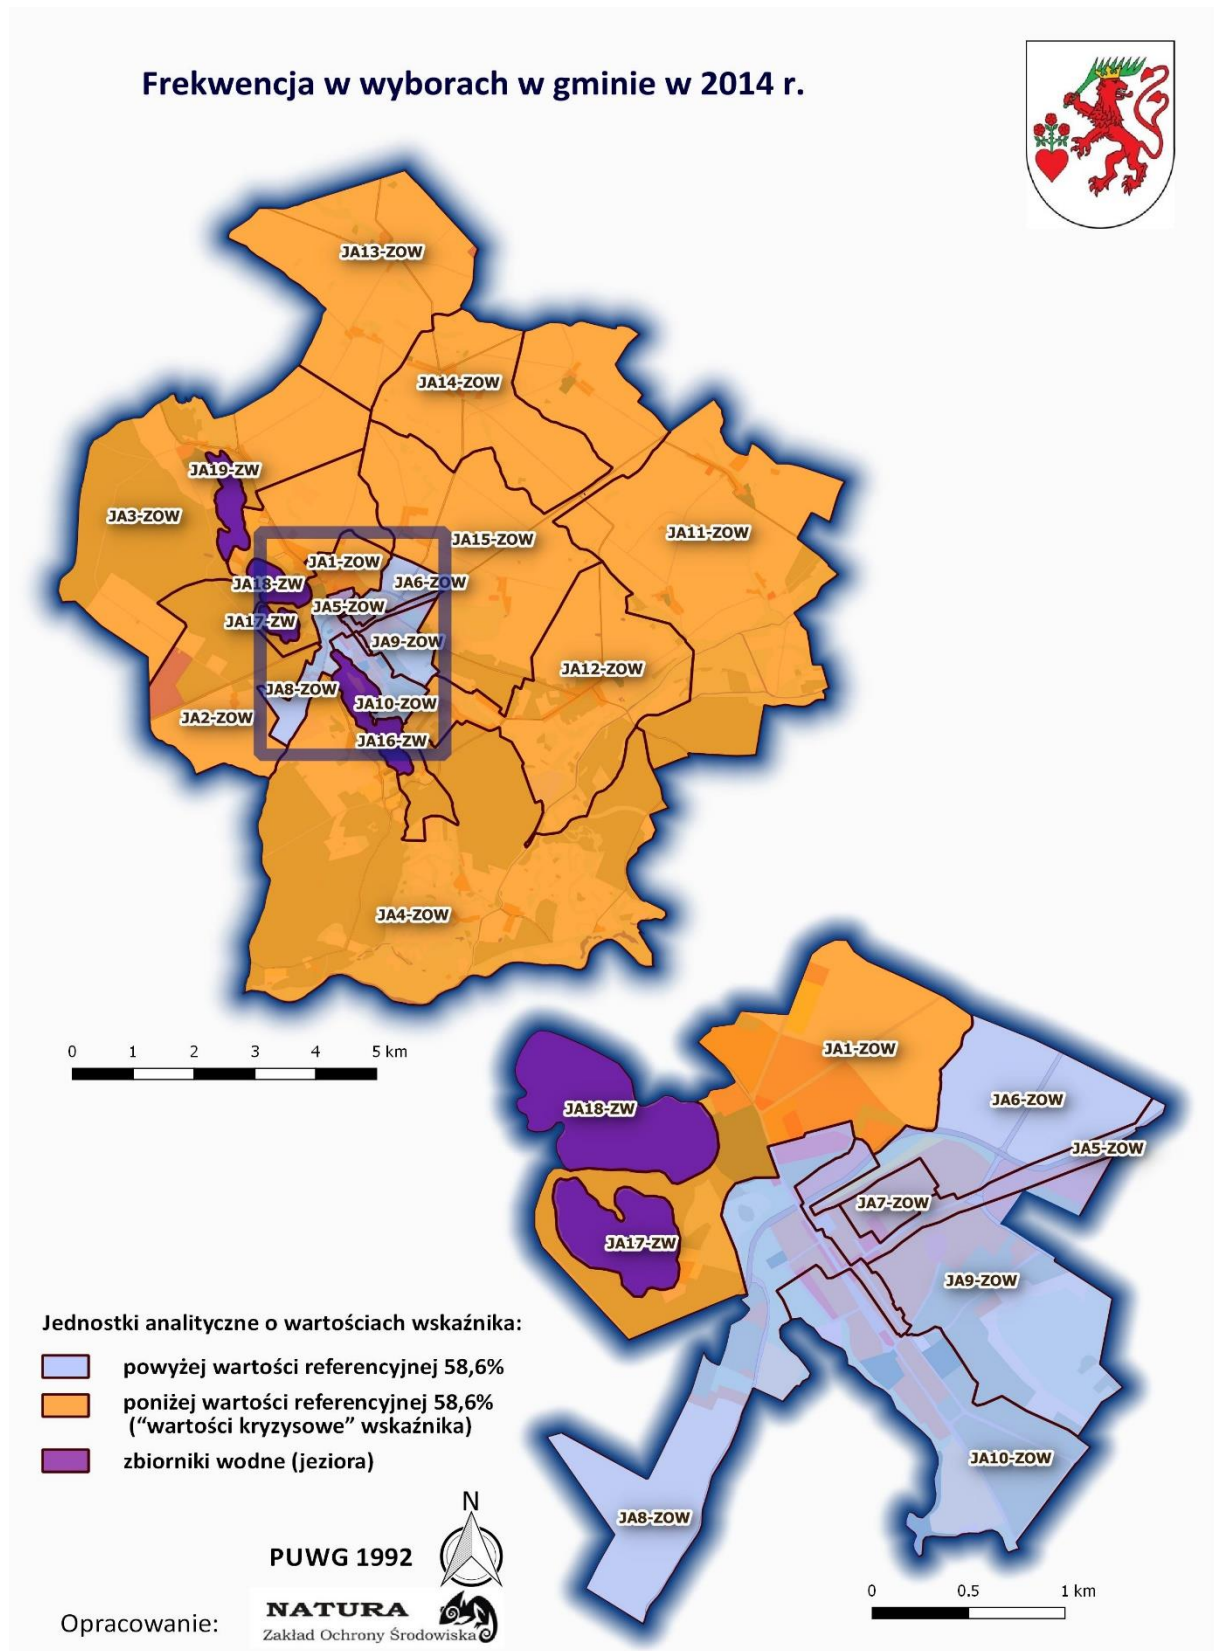 Frekwencja w wyborach w gminie w 2014 r.
JA13-ZOW
JA14-ZOW
JA19-ZW
JA3-ZOW
JA11-ZOW
JA15-ZOW
JA1-ZOW
JA18-ZW
JA6-ZOW
JA5-ZOW
JA17-ZW
JA9-ZOW
JA12-ZOW
JA8-ZOW
JA10-ZOW
JA2-ZOW
JA16-ZW
JA4-ZOW
0 1 2 3 4 5 km
JA1-ZOW
JA18-ZW
JA6-ZOW
JA5-ZOW
JA7-ZOW
JA17-ZW
JA9-ZOW
JA10-ZOW
JA8-ZOW
Jednostki analityczne o wartościach wskaźnika:
powyżej wartości referencyjnej 58,6%
poniżej wartości referencyjnej 58,6%
("wartości kryzysowe" wskaźnika)
zbiorniki wodne (jeziora)
N
PUWG 1992
0 0.5 1 km
Opracowanie:
NATURA
Zakład Ochrony Środowiska